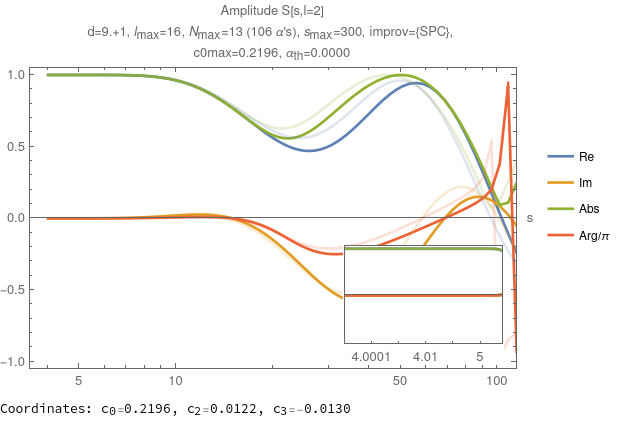 Amplitude S[s,l=2]
d=9.+1, lmax=16, Nmax=13 (106 α's), smax=300, improv={SPC},
c0max=0.2196, αth=0.0000
1.0
0.5
0.0
-0.5
-1.0
5
10
50
100
s
4.0001
4.01
5
Re
Im
Abs
Arg/π
Coordinates: c0=0.2196, c2=0.0122, c3=-0.0130